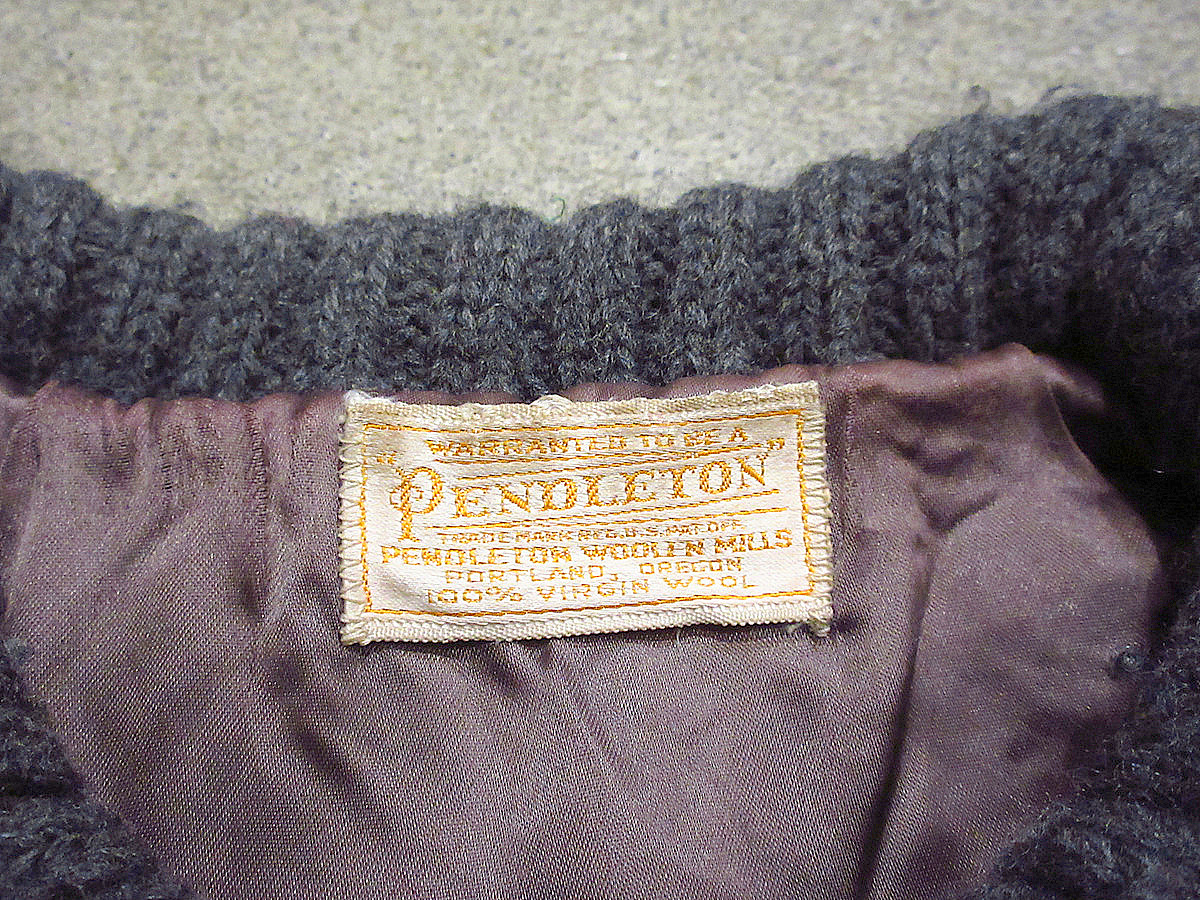 WARRANTED TO BE A
"PENDLETON"
TRADE MARK REG. U.S. PAT. OFF.
PENDLETON WOOLEN MILLS
PORTLAND, OREGON
100% VIRGIN WOOL